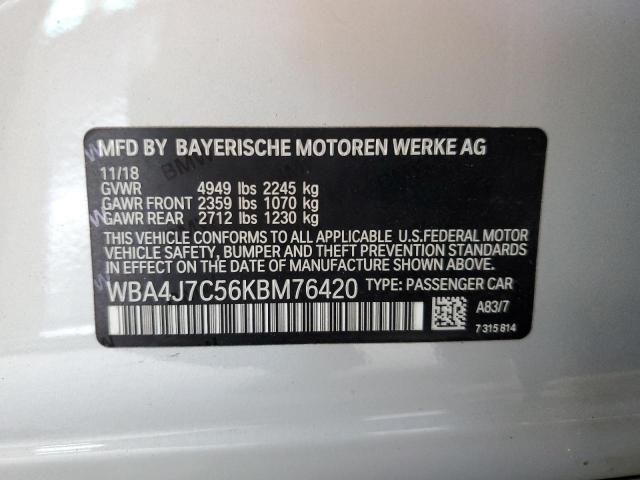 MFD BY BAYERISCHE MOTOREN WERKE AG
11/18
GVWR 4949 lbs 2245 kg
GAWR FRONT 2359 lbs 1070 kg
GAWR REAR 2712 lbs 1230 kg
THIS VEHICLE CONFORMS TO ALL APPLICABLE U.S.FEDERAL MOTOR
VEHICLE SAFETY, BUMPER AND THEFT PREVENTION STANDARDS
IN EFFECT ON THE DATE OF MANUFACTURE SHOWN ABOVE.
WBA4J7C56KBM76420 TYPE: PASSENGER CAR
A83/7
7 315 814